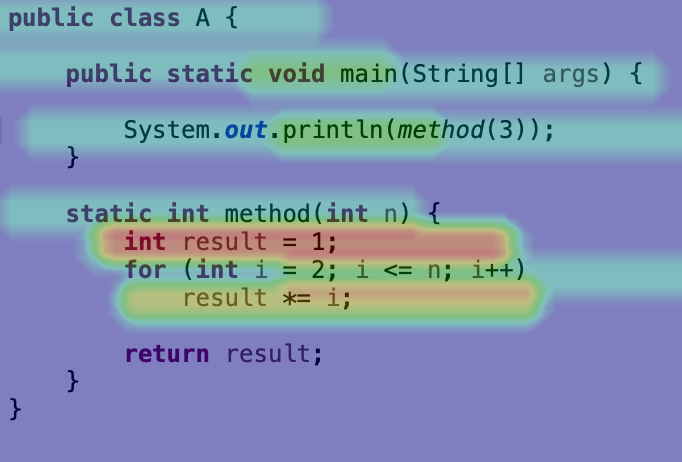 public class A {
public static void main(String[] args) {
System.out.println(method(3));
}
static int method(int n) {
int result = 1;
for (int i = 2; i <= n; i++)
result *= i;
return result;
}
}